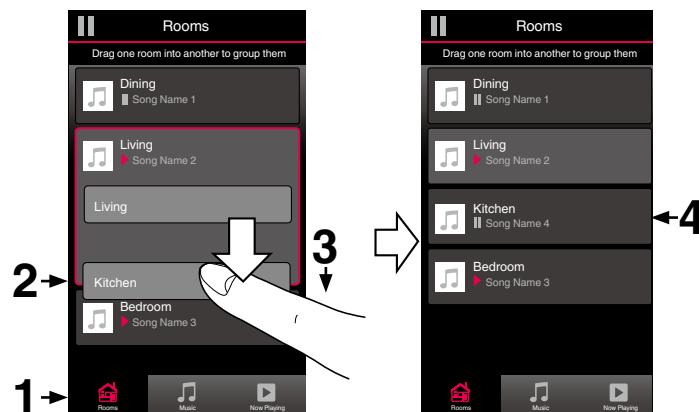 Rooms
Drag one room into another to group them
Dining
Song Name 1
Living
Song Name 2
Living
Kitchen
Bedroom
Song Name 3
Rooms
Music
Now Playing
1
2
3
Rooms
Drag one room into another to group them
Dining
Song Name 1
Living
Song Name 2
Kitchen
Song Name 4
Bedroom
Song Name 3
Rooms
Music
Now Playing
4